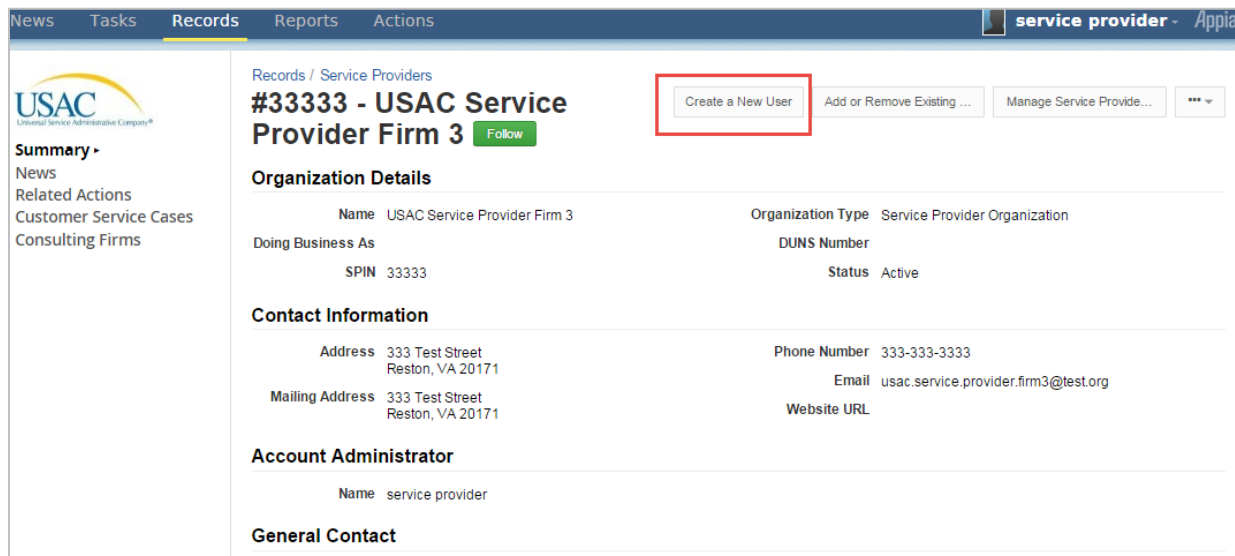 News Tasks Records Reports Actions service provider Appia
USAC
Universal Service Administrative Company®
Summary
News
Related Actions
Customer Service Cases
Consulting Firms
Records / Service Providers
#33333 - USAC Service
Provider Firm 3 Follow
Create a New User Add or Remove Existing ... Manage Service Provide... ...
Organization Details
Name USAC Service Provider Firm 3 Organization Type Service Provider Organization
Doing Business As DUNS Number
SPIN 33333 Status Active
Contact Information
Address 333 Test Street Phone Number 333-333-3333
Reston, VA 20171
Email usac.service.provider.firm3@test.org
Mailing Address 333 Test Street Website URL
Reston, VA 20171
Account Administrator
Name service provider
General Contact